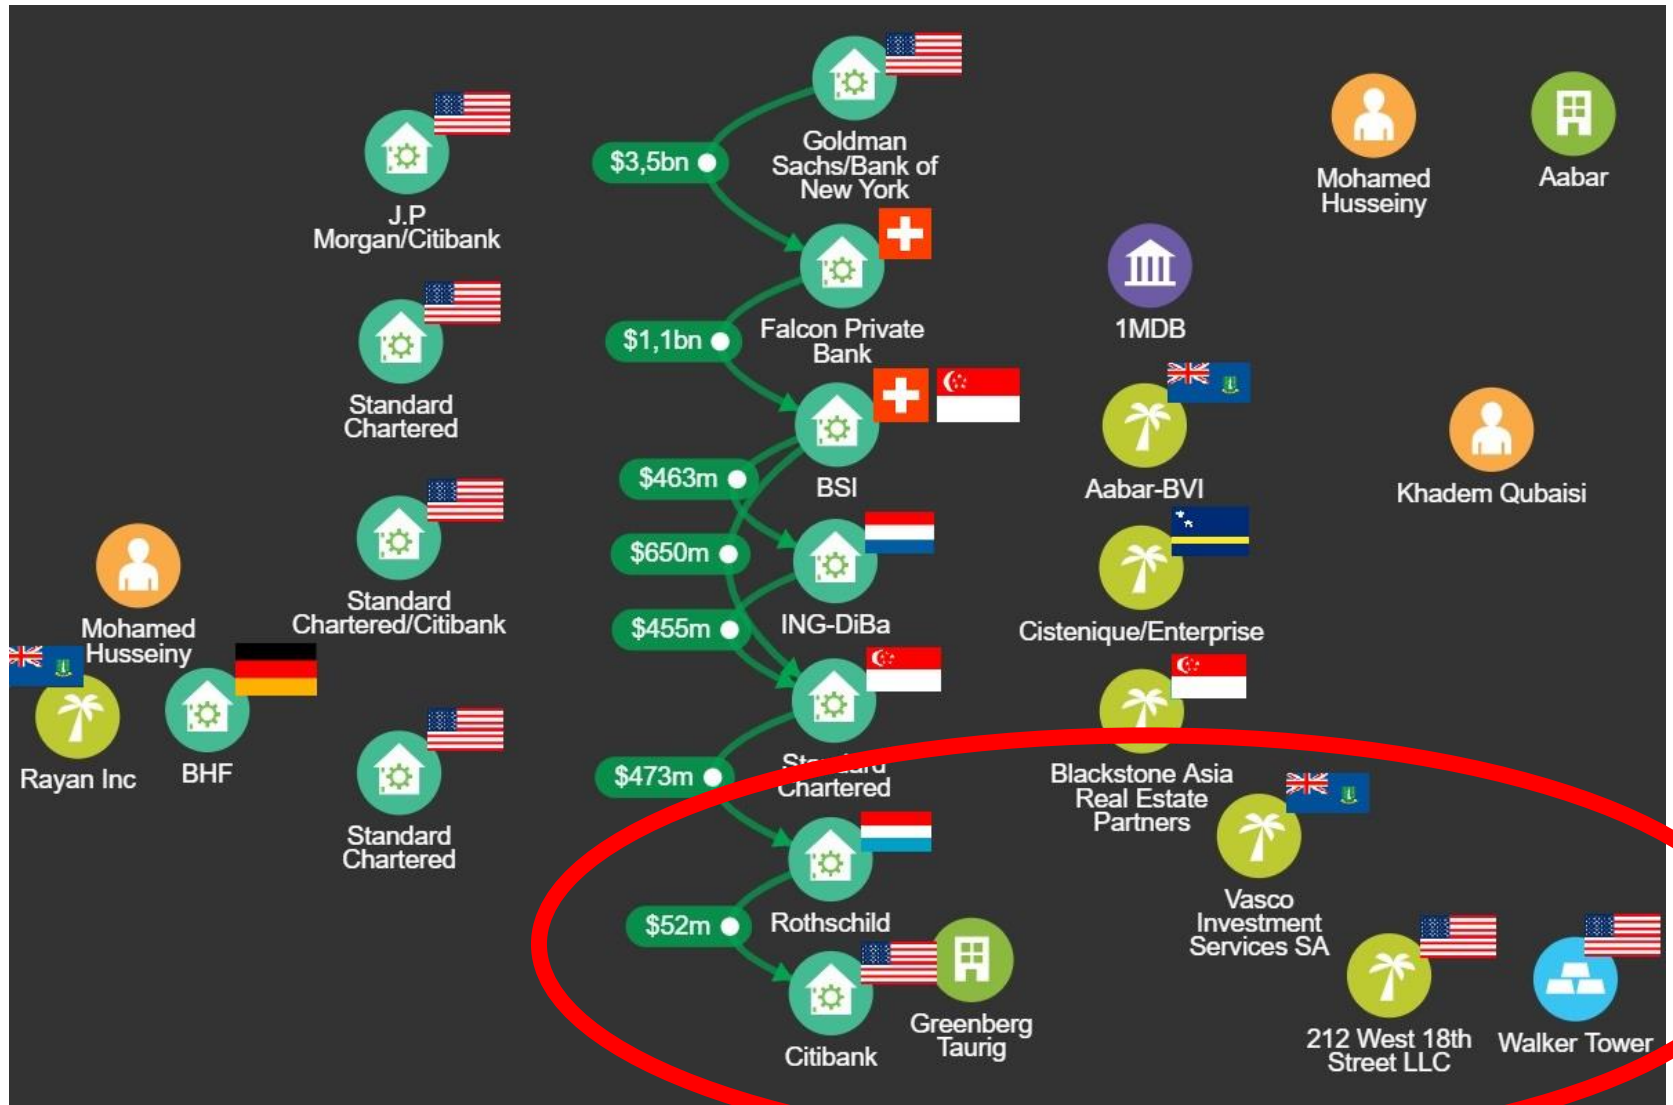 Goldman
Sachs/Bank of
New York
$3,5bn
J.P
Morgan/Citibank
Mohamed
Husseiny
Aabar
Falcon Private
Bank
1MDB
$1,1bn
Standard
Chartered
BSI
Aabar-BVI
Khadem Qubaisi
$463m
$650m
Standard
Chartered/Citibank
$455m
ING-DiBa
Cistenique/Enterprise
Mohamed
Husseiny
Rayan Inc
BHF
Standard
Chartered
$473m
Standard
Chartered
Blackstone Asia
Real Estate
Partners
Vasco
Investment
Services SA
$52m
Rothschild
Citibank
Greenberg
Taurig
212 West 18th
Street LLC
Walker Tower